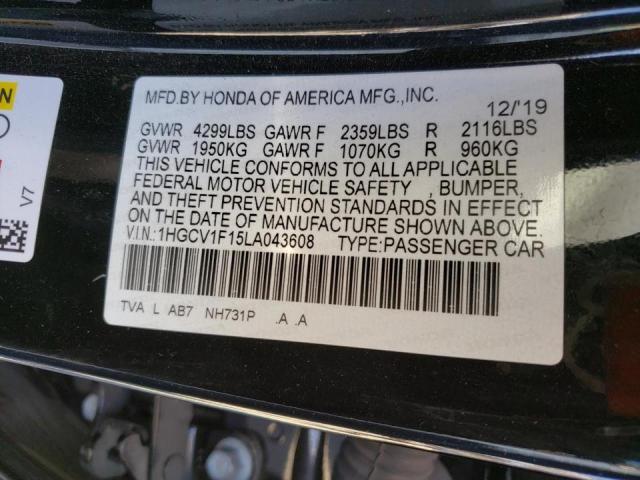 MFD.BY HONDA OF AMERICA MFG.,INC.
12/'19
GVWR 4299LBS GAWR F 2359LBS R 2116LBS
GVWR 1950KG GAWR F 1070KG R 960KG
THIS VEHICLE CONFORMS TO ALL APPLICABLE
FEDERAL MOTOR VEHICLE SAFETY , BUMPER,
AND THEFT PREVENTION STANDARDS IN EFFECT
ON THE DATE OF MANUFACTURE SHOWN ABOVE.
V.I.N.:1HGCV1F15LA043608 TYPE:PASSENGER CAR
TVA L AB7 NH731P .A .A
V7